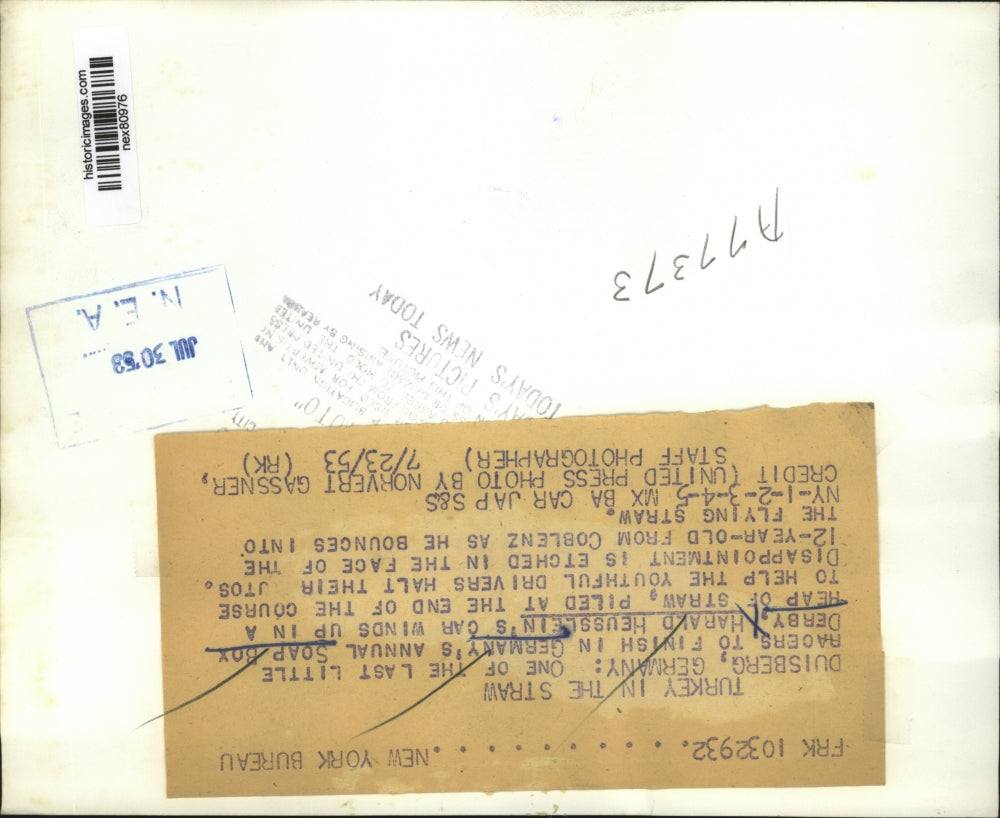 historicimages.com
nex80976
A77373
N. E. A.
JUL 30 '53
TODAY'S NEWS TODAY
PICTURES
TODAY'S
CITY
FRK 1032932. . . . . . . . . . . NEW YORK BUREAU
TURKEY IN THE STRAW
DUISBERG, GERMANY: ONE OF THE LAST LITTLE
RACERS TO FINISH IN GERMANY'S ANNUAL SOAP BOX
DERBY, HARALD HEUSSLEIN'S CAR WINDS UP IN A
HEAP OF STRAW, PILED AT THE END OF THE COURSE
TO HELP THE YOUTHFUL DRIVERS HALT THEIR UTOS.
DISAPPOINTMENT IS ETCHED IN THE FACE OF THE
12-YEAR-OLD FROM COBLENZ AS HE BOUNCES INTO
THE FLYING STRAW.
NY-1-2-3-4-5 MX BA CAR JAP S&S
CREDIT (UNITED PRESS PHOTO BY NORVERT GASSNER,
STAFF PHOTOGRAPHER) 7/23/53 (RK)